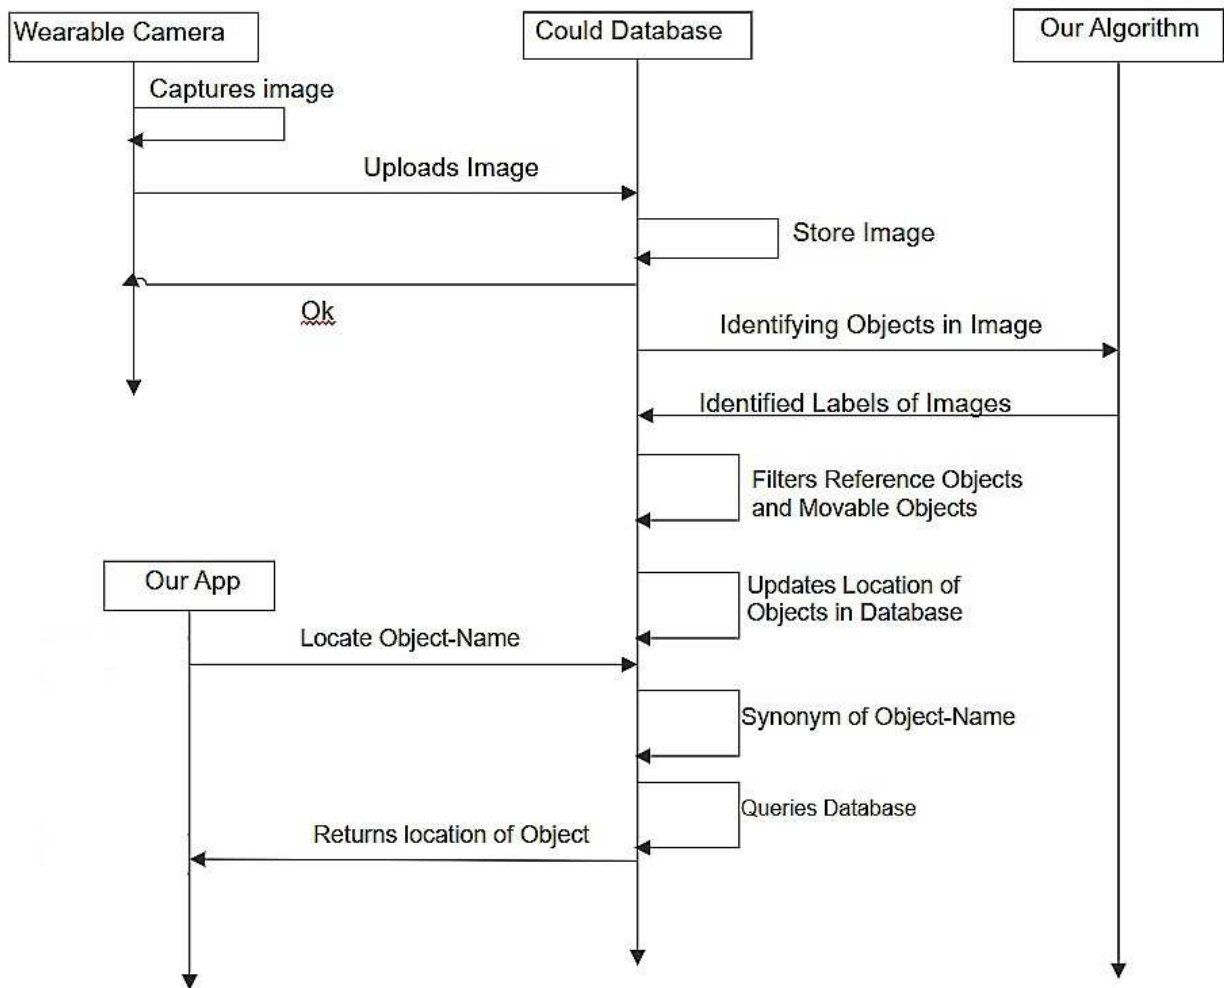 Wearable Camera
Could Database
Our Algorithm
Captures image
Uploads Image
Store Image
Ok
Identifying Objects in Image
Identified Labels of Images
Filters Reference Objects
and Movable Objects
Our App
Updates Location of
Objects in Database
Locate Object-Name
Synonym of Object-Name
Queries Database
Returns location of Object